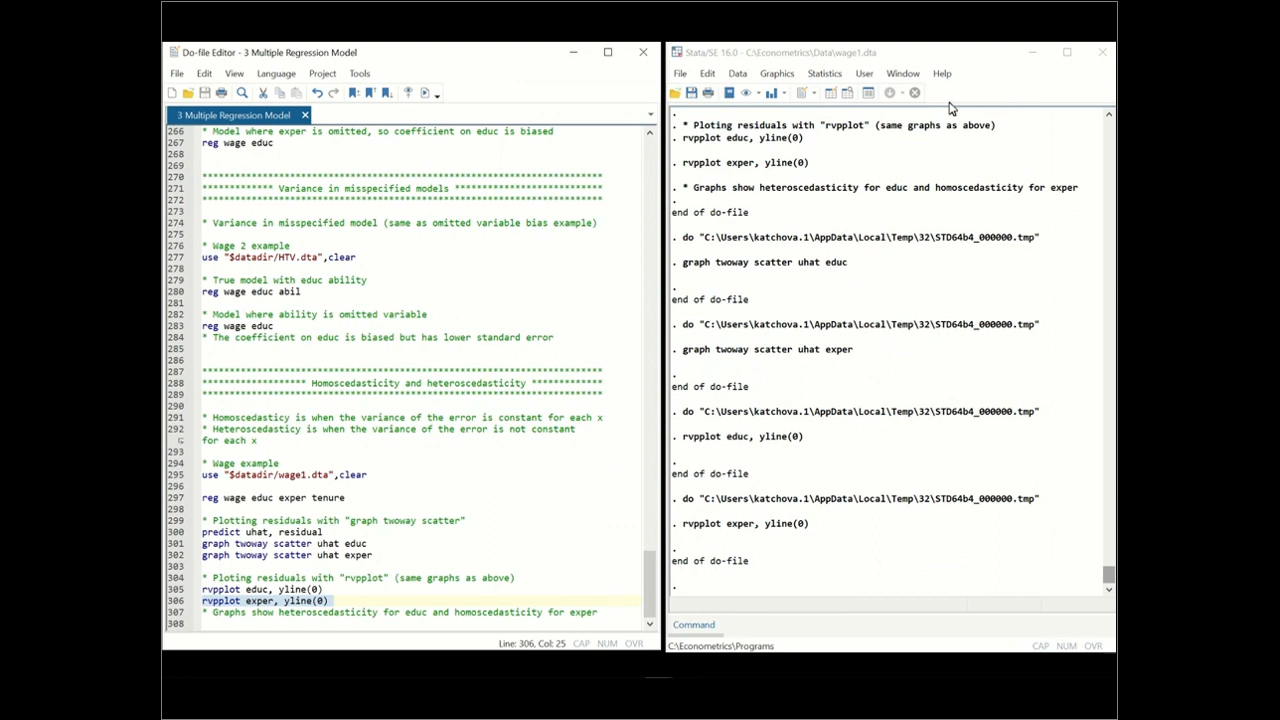 Do-file Editor - 3 Multiple Regression Model
File Edit View Language Project Tools
3 Multiple Regression Model
266 * Model where exper is omitted, so coefficient on educ is biased
267 reg wage educ
268
269
270 *************************************************************************
271 ************* Variance in misspecified models ***************************
272 *************************************************************************
273
274 * Variance in misspecified model (same as omitted variable bias example)
275
276 * Wage 2 example
277 use "$datadir/HTV.dta",clear
278
279 * True model with educ ability
280 reg wage educ abil
281
282 * Model where ability is omitted variable
283 reg wage educ
284 * The coefficient on educ is biased but has lower standard error
285
286
287 *************************************************************************
288 ******************* Homoscedasticity and heteroscedasticity *************
289 *************************************************************************
290
291 * Homoscedasticy is when the variance of the error is constant for each x
292 * Heteroscedasticy is when the variance of the error is not constant
for each x
293
294 * Wage example
295 use "$datadir/wage1.dta",clear
296
297 reg wage educ exper tenure
298
299 * Plotting residuals with "graph twoway scatter"
300 predict uhat, residual
301 graph twoway scatter uhat educ
302 graph twoway scatter uhat exper
303
304 * Ploting residuals with "rvpplot" (same graphs as above)
305 rvpplot educ, yline(0)
306 rvpplot exper, yline(0)
307 * Graphs show heteroscedasticity for educ and homoscedasticity for exper
308
Line: 306, Col: 25 CAP NUM OVR
Stata/SE 16.0 - C:\Econometrics\Data\wage1.dta
File Edit Data Graphics Statistics User Window Help
.
. * Ploting residuals with "rvpplot" (same graphs as above)
. rvpplot educ, yline(0)
. rvpplot exper, yline(0)
. * Graphs show heteroscedasticity for educ and homoscedasticity for exper
.
end of do-file
. do "C:\Users\katchova.1\AppData\Local\Temp\32\STD64b4_000000.tmp"
. graph twoway scatter uhat educ
.
end of do-file
. do "C:\Users\katchova.1\AppData\Local\Temp\32\STD64b4_000000.tmp"
. graph twoway scatter uhat exper
.
end of do-file
. do "C:\Users\katchova.1\AppData\Local\Temp\32\STD64b4_000000.tmp"
. rvpplot educ, yline(0)
.
end of do-file
. do "C:\Users\katchova.1\AppData\Local\Temp\32\STD64b4_000000.tmp"
. rvpplot exper, yline(0)
.
end of do-file
.
Command
C:\Econometrics\Programs CAP NUM OVR